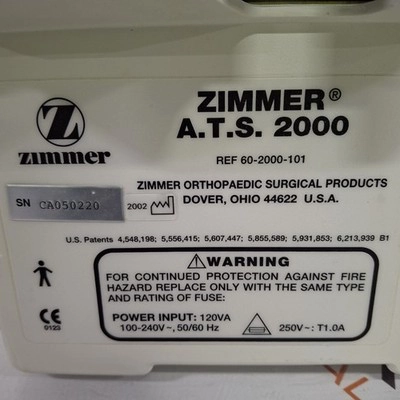 ZIMMER®
A.T.S. 2000
Z
zimmer
REF 60-2000-101
ZIMMER ORTHOPAEDIC SURGICAL PRODUCTS
SN CA050220
2002 DOVER, OHIO 44622 U.S.A.
U.S. Patents 4,548,198; 5,556,415; 5,607,447; 5,855,589; 5,931,853; 6,213,939 B1
WARNING
FOR CONTINUED PROTECTION AGAINST FIRE
HAZARD REPLACE ONLY WITH THE SAME TYPE
AND RATING OF FUSE:
POWER INPUT: 120VA
100-240V~, 50/60 Hz
250V~: T1.0A
CE
0123
AL